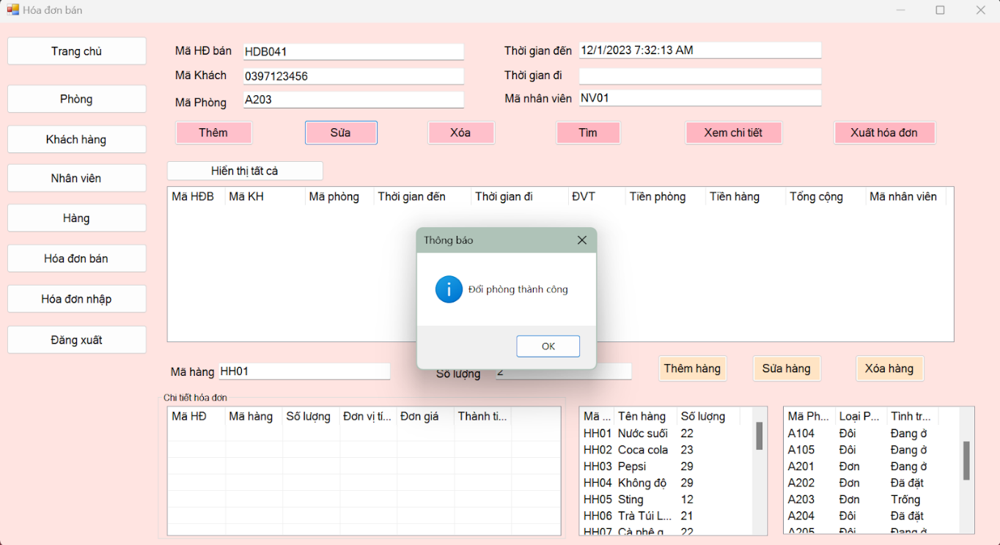 Hóa đơn bán
Trang chủ
Phòng
Khách hàng
Nhân viên
Hàng
Hóa đơn bán
Hóa đơn nhập
Đăng xuất
Mã HĐ bán HDB041 Thời gian đến 12/1/2023 7:32:13 AM
Mã Khách 0397123456 Thời gian đi
Mã Phòng A203 Mã nhân viên NV01
Thêm Sửa Xóa Tìm Xem chi tiết Xuất hóa đơn
Hiển thị tất cả
Mã HĐB Mã KH Mã phòng Thời gian đến Thời gian đi ĐVT Tiền phòng Tiền hàng Tổng cộng Mã nhân viên
Thông báo
Đổi phòng thành công
OK
Mã hàng HH01 Số lượng 2 Thêm hàng Sửa hàng Xóa hàng
Chi tiết hóa đơn
Mã HĐ Mã hàng Số lượng Đơn vị tí... Đơn giá Thành ti...
Mã ... Tên hàng Số lượng
HH01 Nước suối 22
HH02 Coca cola 23
HH03 Pepsi 29
HH04 Không độ 29
HH05 Sting 12
HH06 Trà Túi L... 21
HH07 Cà phê g... 22
Mã Ph... Loại P... Tình tr...
A104 Đôi Đang ở
A105 Đôi Đang ở
A201 Đơn Đang ở
A202 Đơn Đã đặt
A203 Đơn Trống
A204 Đôi Đã đặt
A205 Đôi Đang ở